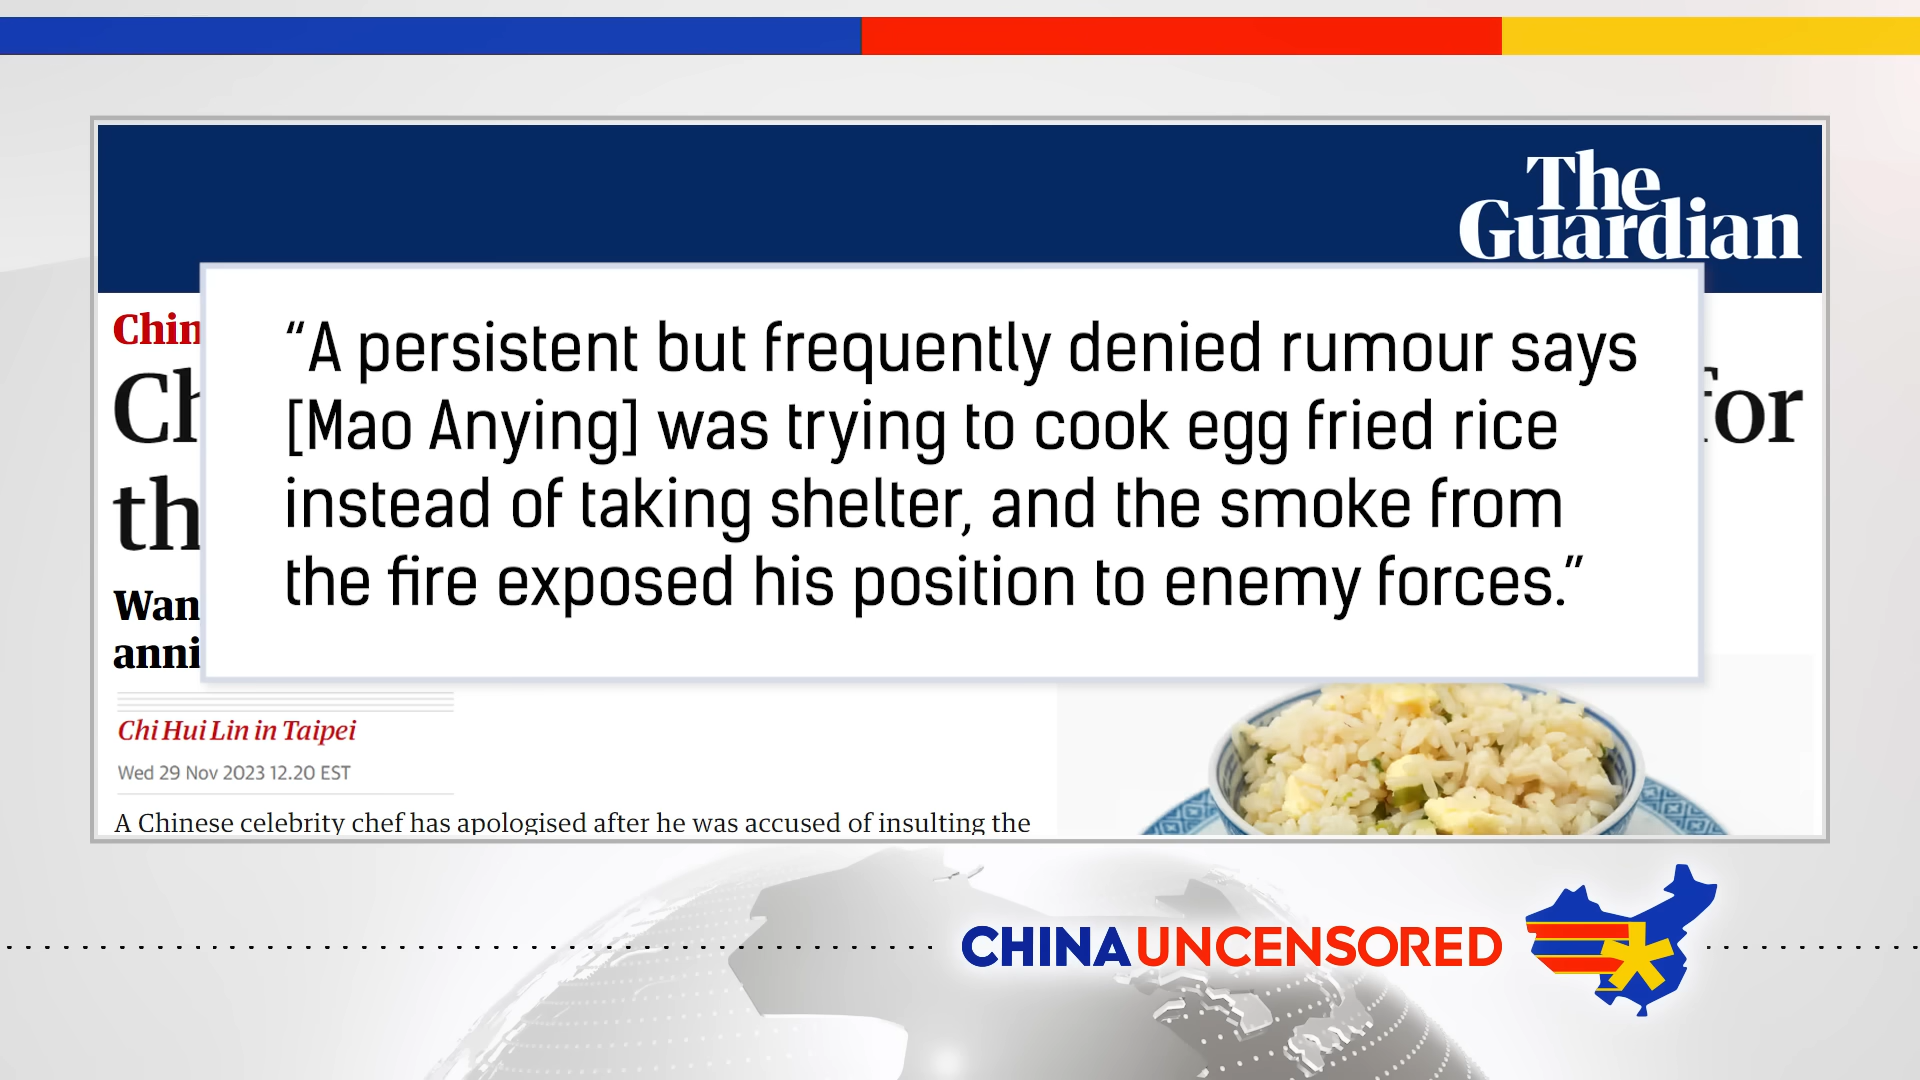 The
Guardian
Chin
Ch
for
th
Wan
anni
“A persistent but frequently denied rumour says
[Mao Anying] was trying to cook egg fried rice
instead of taking shelter, and the smoke from
the fire exposed his position to enemy forces.”
Chi Hui Lin in Taipei
Wed 29 Nov 2023 12.20 EST
A Chinese celebrity chef has apologised after he was accused of insulting the
CHINA UNCENSORED